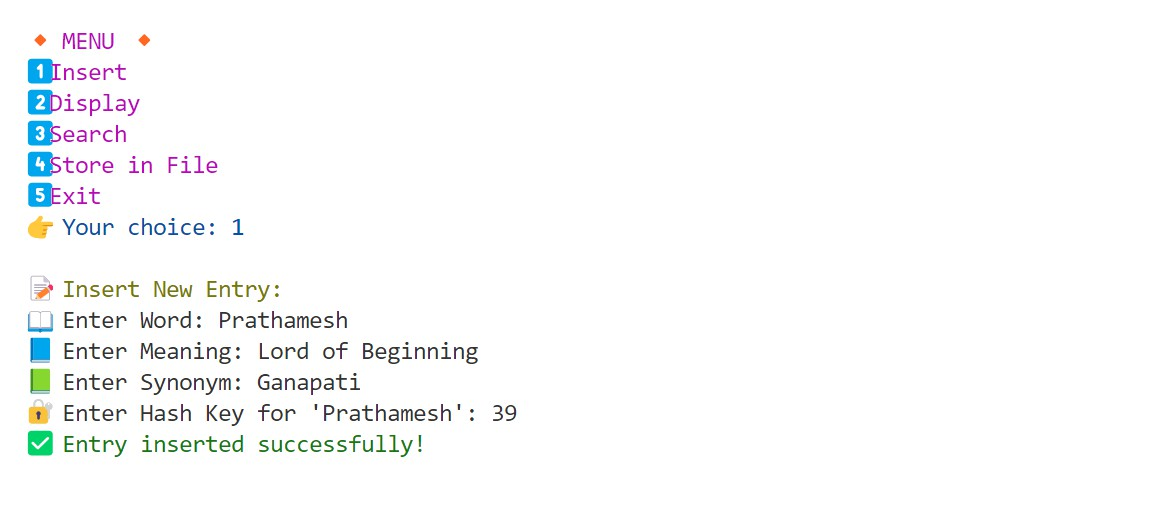 🔸 MENU 🔸
1️⃣Insert
2️⃣Display
3️⃣Search
4️⃣Store in File
5️⃣Exit
👉 Your choice: 1
📝 Insert New Entry:
📖 Enter Word: Prathamesh
📘 Enter Meaning: Lord of Beginning
📗 Enter Synonym: Ganapati
🔐 Enter Hash Key for 'Prathamesh': 39
✅ Entry inserted successfully!